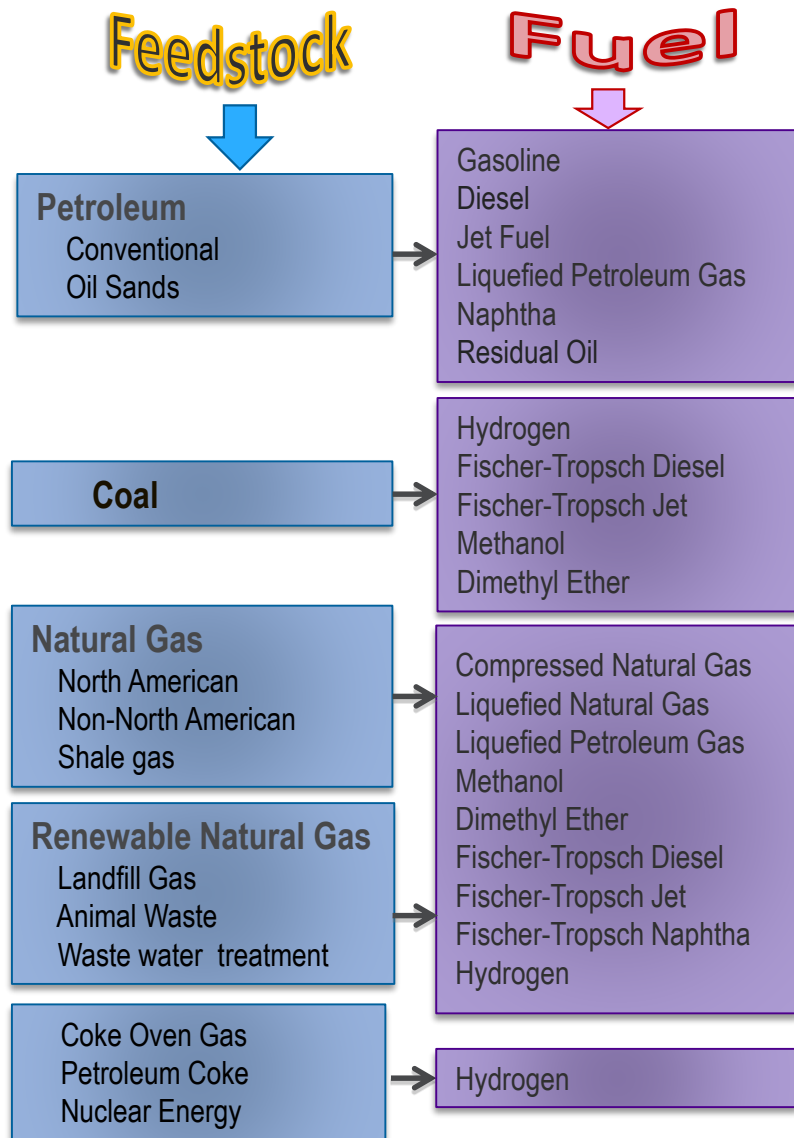 Feedstock
Fuel
Petroleum
Conventional
Oil Sands
Gasoline
Diesel
Jet Fuel
Liquefied Petroleum Gas
Naphtha
Residual Oil
Coal
Hydrogen
Fischer-Tropsch Diesel
Fischer-Tropsch Jet
Methanol
Dimethyl Ether
Natural Gas
North American
Non-North American
Shale gas
Renewable Natural Gas
Landfill Gas
Animal Waste
Waste water treatment
Compressed Natural Gas
Liquefied Natural Gas
Liquefied Petroleum Gas
Methanol
Dimethyl Ether
Fischer-Tropsch Diesel
Fischer-Tropsch Jet
Fischer-Tropsch Naphtha
Hydrogen
Coke Oven Gas
Petroleum Coke
Nuclear Energy
Hydrogen